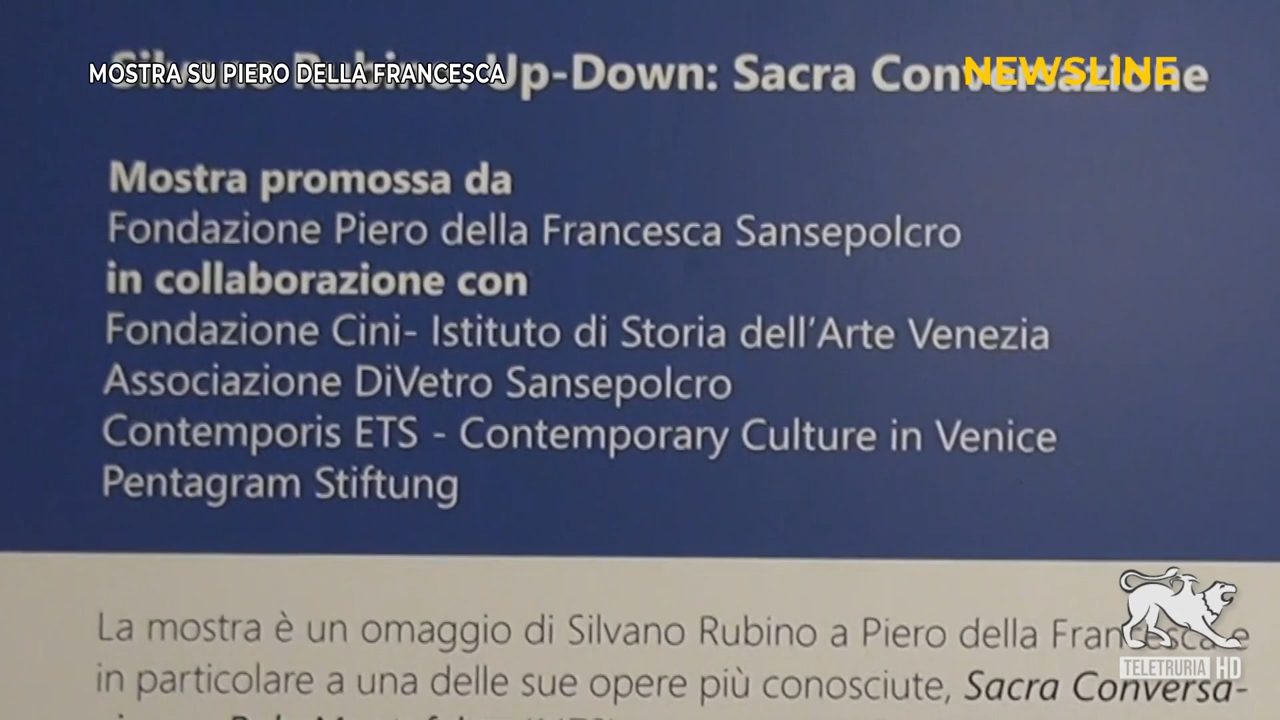 MOSTRA SU PIERO DELLA FRANCESCA
NEWSLINE
Silvano Rubino: Up-Down: Sacra Conversazione
Mostra promossa da
Fondazione Piero della Francesca Sansepolcro
in collaborazione con
Fondazione Cini- Istituto di Storia dell'Arte Venezia
Associazione DiVetro Sansepolcro
Contemporis ETS - Contemporary Culture in Venice
Pentagram Stiftung
La mostra è un omaggio di Silvano Rubino a Piero della Francesca e
in particolare a una delle sue opere più conosciute, Sacra Conversa-
TELETRURIA HD